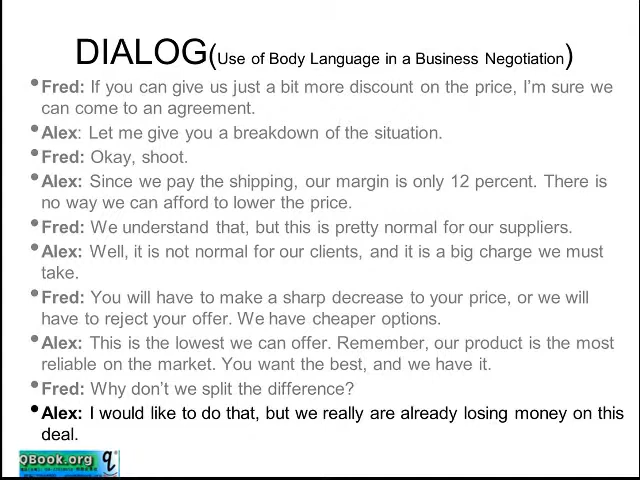 DIALOG(Use of Body Language in a Business Negotiation)
•Fred: If you can give us just a bit more discount on the price, I'm sure we
can come to an agreement.
•Alex: Let me give you a breakdown of the situation.
•Fred: Okay, shoot.
•Alex: Since we pay the shipping, our margin is only 12 percent. There is
no way we can afford to lower the price.
•Fred: We understand that, but this is pretty normal for our suppliers.
•Alex: Well, it is not normal for our clients, and it is a big charge we must
take.
•Fred: You will have to make a sharp decrease to your price, or we will
have to reject your offer. We have cheaper options.
•Alex: This is the lowest we can offer. Remember, our product is the most
reliable on the market. You want the best, and we have it.
•Fred: Why don't we split the difference?
•Alex: I would like to do that, but we really are already losing money on this
deal.
QBook.org q